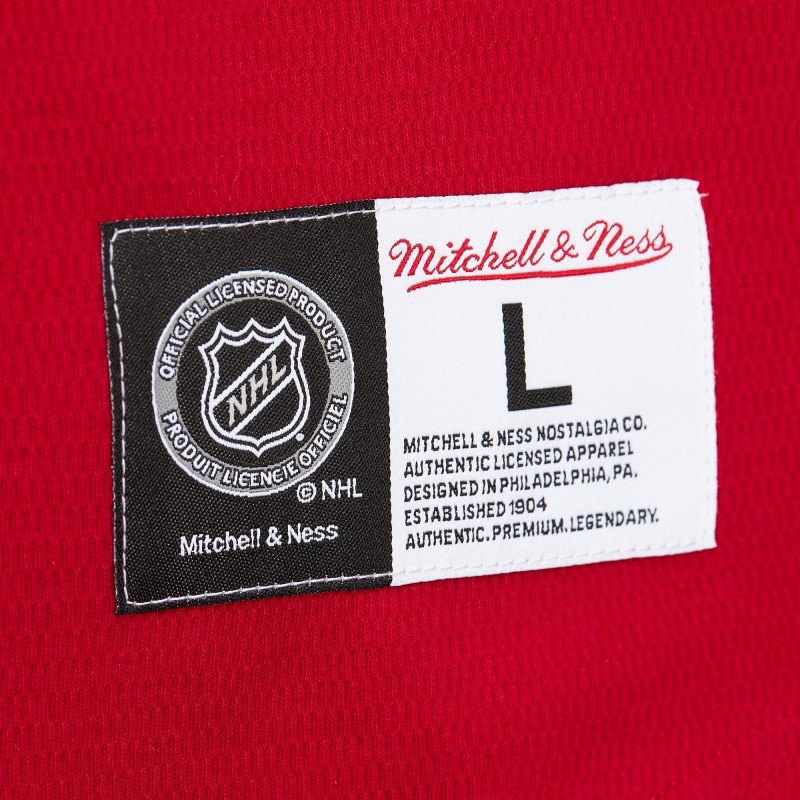 OFFICIAL LICENSED PRODUCT
NHL
PRODUIT LICENCIE OFFICIEL
© NHL
Mitchell & Ness
Mitchell & Ness
L
MITCHELL & NESS NOSTALGIA CO.
AUTHENTIC LICENSED APPAREL
DESIGNED IN PHILADELPHIA, PA.
ESTABLISHED 1904
AUTHENTIC. PREMIUM. LEGENDARY.